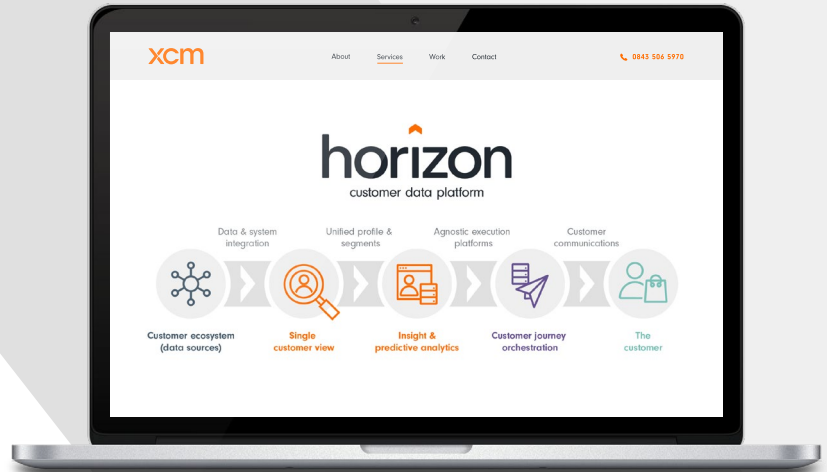 xcm
About Services Work Contact
0843 506 5970
horizon
customer data platform
Data & system
integration
Unified profile &
segments
Agnostic execution
platforms
Customer
communications
Customer ecosystem
(data sources)
Single
customer view
Insight &
predictive analytics
Customer journey
orchestration
The
customer